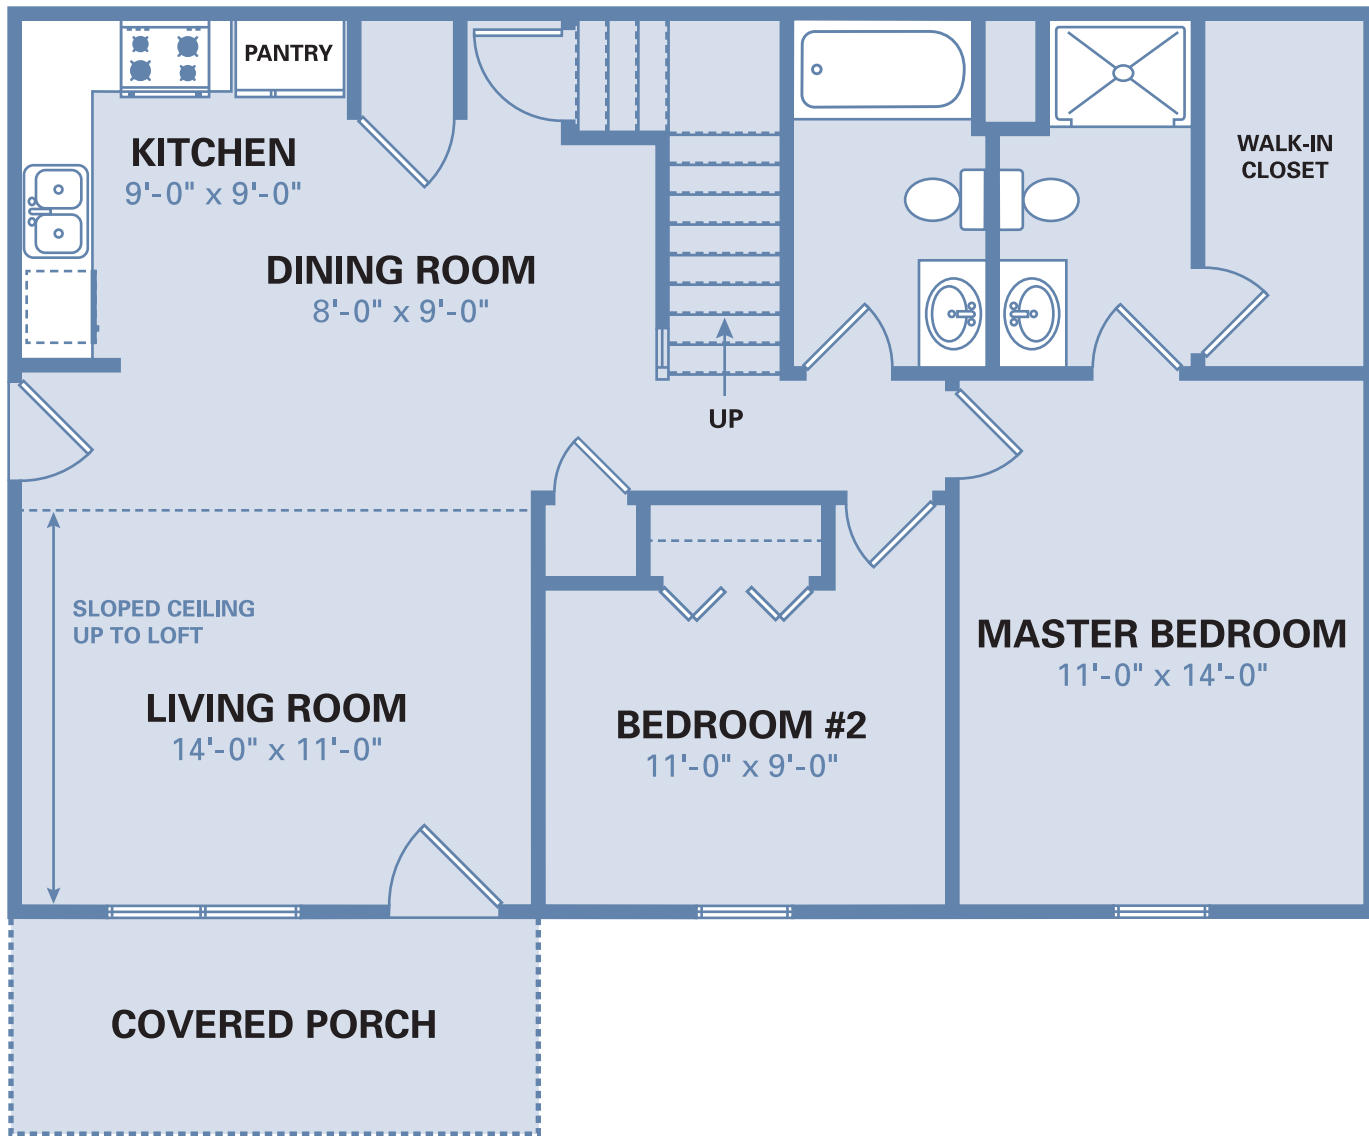 PANTRY
KITCHEN
9'-0" x 9'-0"
WALK-IN
CLOSET
DINING ROOM
8'-0" x 9'-0"
UP
SLOPED CEILING
UP TO LOFT
LIVING ROOM
14'-0" x 11'-0"
BEDROOM #2
11'-0" x 9'-0"
MASTER BEDROOM
11'-0" x 14'-0"
COVERED PORCH